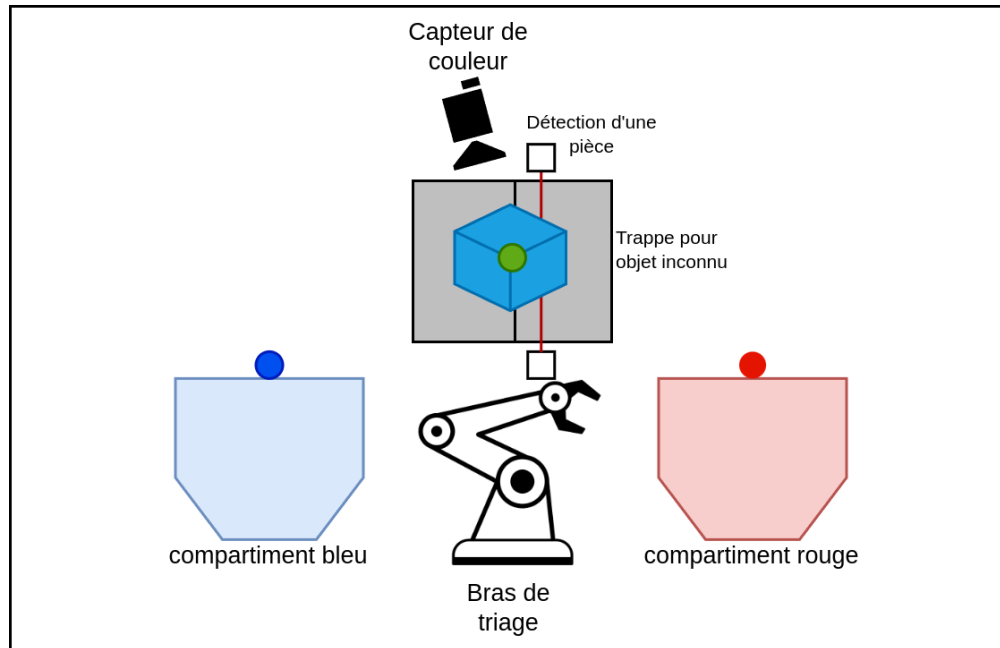 Capteur de
couleur
Détection d'une
pièce
Trappe pour
objet inconnu
compartiment bleu
compartiment rouge
Bras de
triage